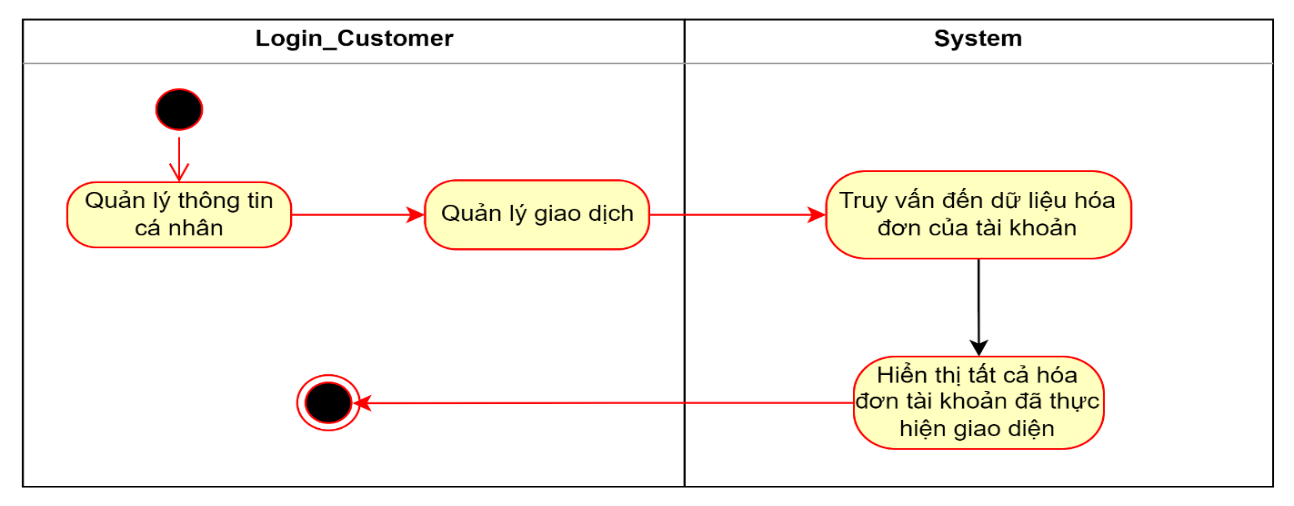 Login_Customer
System
Quản lý thông tin
cá nhân
Quản lý giao dịch
Truy vấn đến dữ liệu hóa
đơn của tài khoản
Hiển thị tất cả hóa
đơn tài khoản đã thực
hiện giao diện